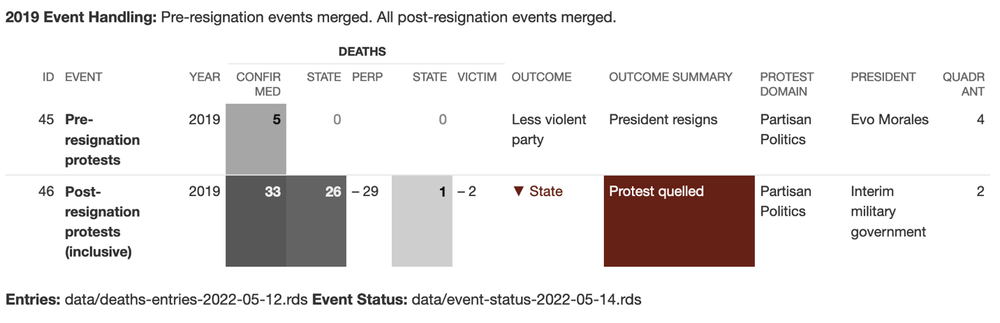 2019 Event Handling: Pre-resignation events merged. All post-resignation events merged.
DEATHS
ID EVENT YEAR CONFIR STATE PERP STATE VICTIM OUTCOME OUTCOME SUMMARY PROTEST PRESIDENT QUADR
MED DOMAIN ANT
45 Pre- 2019 5 0 0 Less violent President resigns Partisan Evo Morales 4
resignation party Politics
protests
46 Post- 2019 33 26 – 29 1 – 2 ▼ State Protest quelled Partisan Interim 2
resignation Politics military
protests government
(inclusive)
Entries: data/deaths-entries-2022-05-12.rds Event Status: data/event-status-2022-05-14.rds